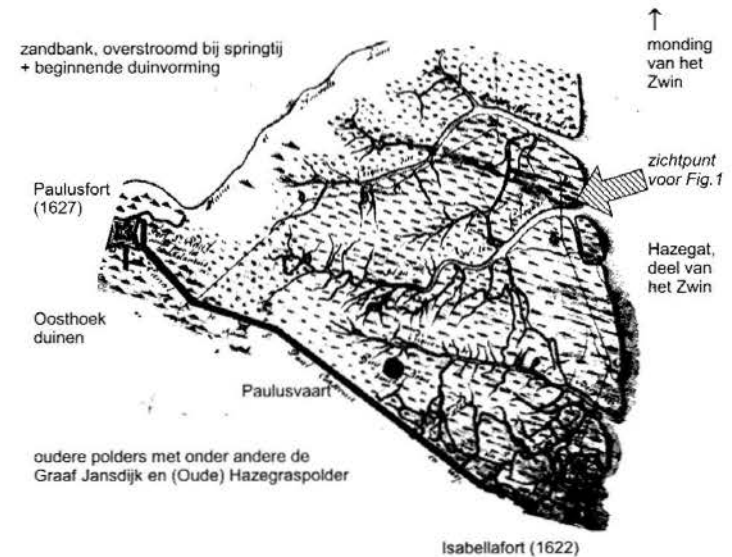 zandbank, overstroomd bij springtij
+ beginnende duinvorming
↑
monding
van het
Zwin
zichtpunt
voor Fig.1
Paulusfort
(1627)
Hazegat,
deel van
het Zwin
Oosthoek
duinen
Paulusvaart
oudere polders met onder andere de
Graaf Jansdijk en (Oude) Hazegraspolder
Isabellafort (1622)